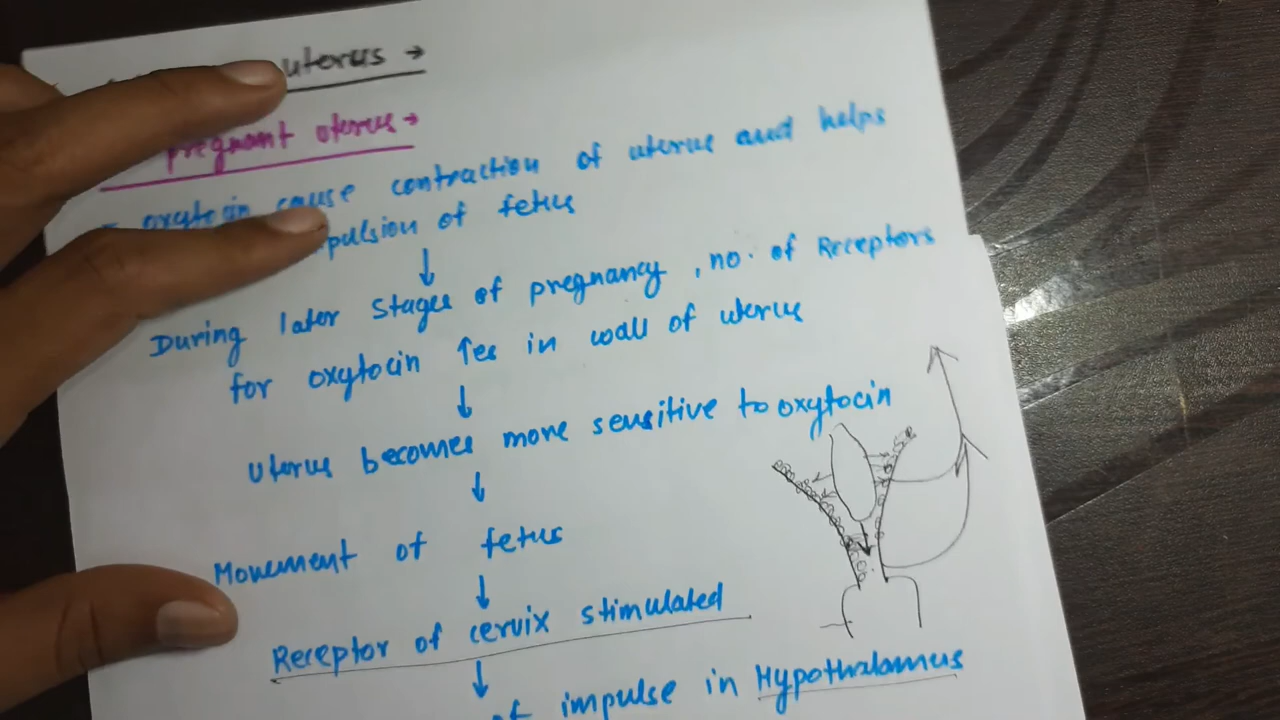 uterus →
pregnant uterus →
oxytocin cause contraction of uterus and helps
pulsion of fetus
↓
During later stages of pregnancy, no. of Receptors
for oxytocin ↑es in wall of uterus
↓
uterus becomes more sensitive to oxytocin
↓
Movement of fetus
↓
Receptor of cervix stimulated
↓
of impulse in Hypothalamus